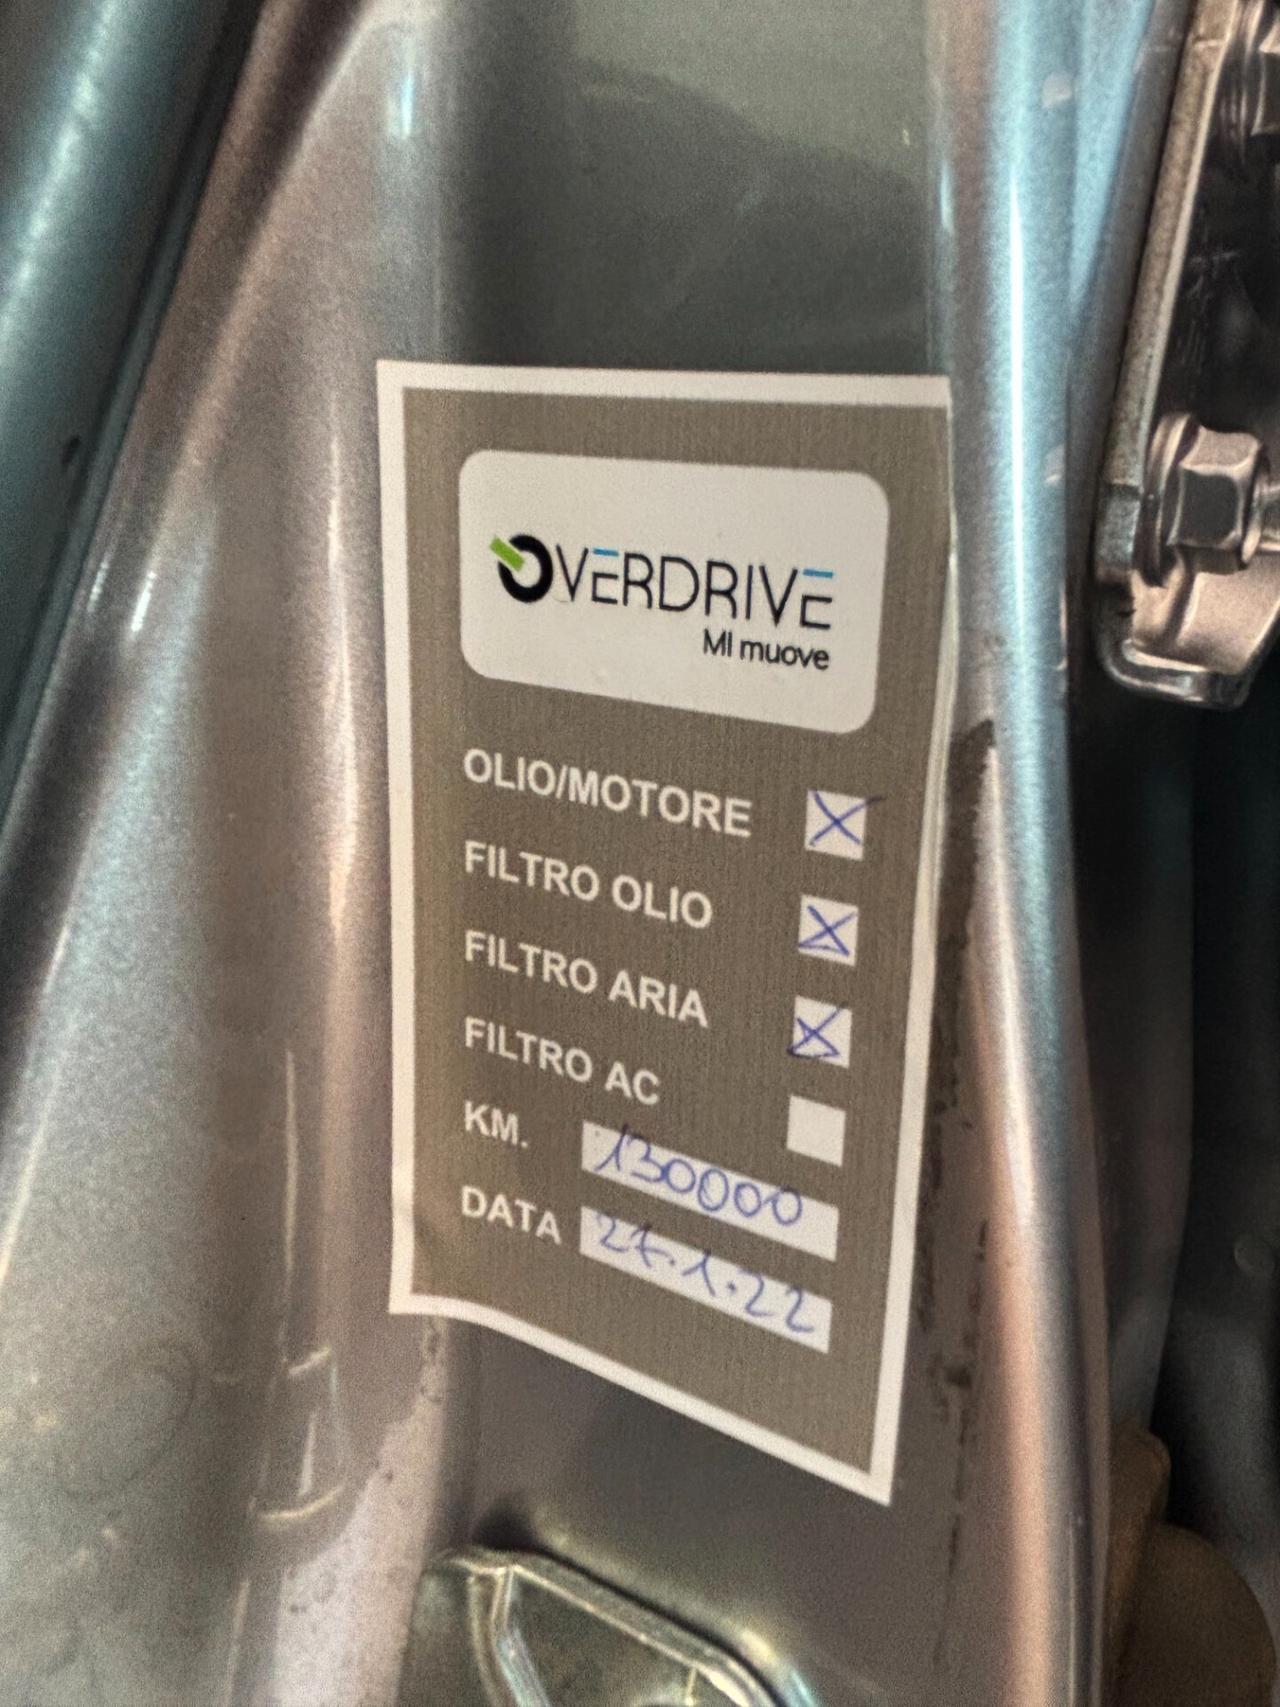 OVERDRIVE
MI muove
OLIO/MOTORE
FILTRO OLIO
FILTRO ARIA
FILTRO AC
KM. 130000
DATA 27.1.22